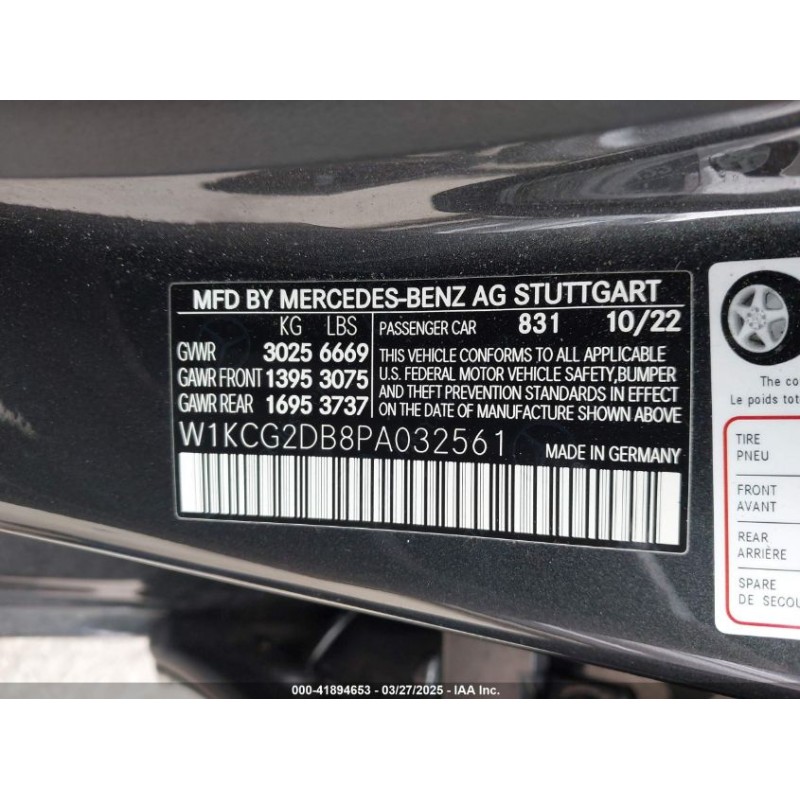 MFD BY MERCEDES-BENZ AG STUTTGART
KG LBS
GVWR 3025 6669
GAWR FRONT 1395 3075
GAWR REAR 1695 3737
PASSENGER CAR 831 10/22
THIS VEHICLE CONFORMS TO ALL APPLICABLE
U.S. FEDERAL MOTOR VEHICLE SAFETY,BUMPER
AND THEFT PREVENTION STANDARDS IN EFFECT
ON THE DATE OF MANUFACTURE SHOWN ABOVE
W1KCG2DB8PA032561
MADE IN GERMANY
The co
Le poids tot
TIRE
PNEU
FRONT
AVANT
REAR
ARRIÈRE
SPARE
DE SECOU
000-41894653 - 03/27/2025 - IAA Inc.